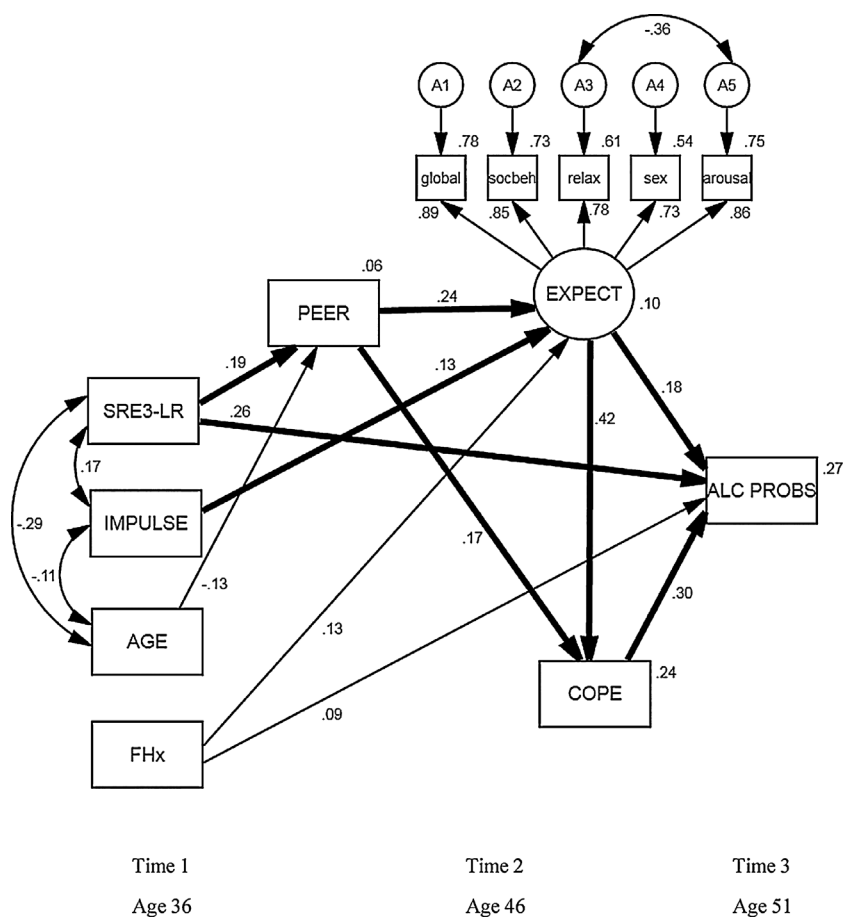 -.36
A1 A2 A3 A4 A5
.78 .73 .61 .54 .75
global socbeh relax sex arousal
.89 .85 .78 .73 .86
.06
PEER
.24
EXPECT
.10
.19
.13
SRE3-LR
.26
.18
.42
.17
.27
ALC PROBS
IMPULSE
-.29
.17
-.11
-.13
.30
AGE
.13
.24
COPE
.09
FHx
Time 1 Time 2 Time 3
Age 36 Age 46 Age 51